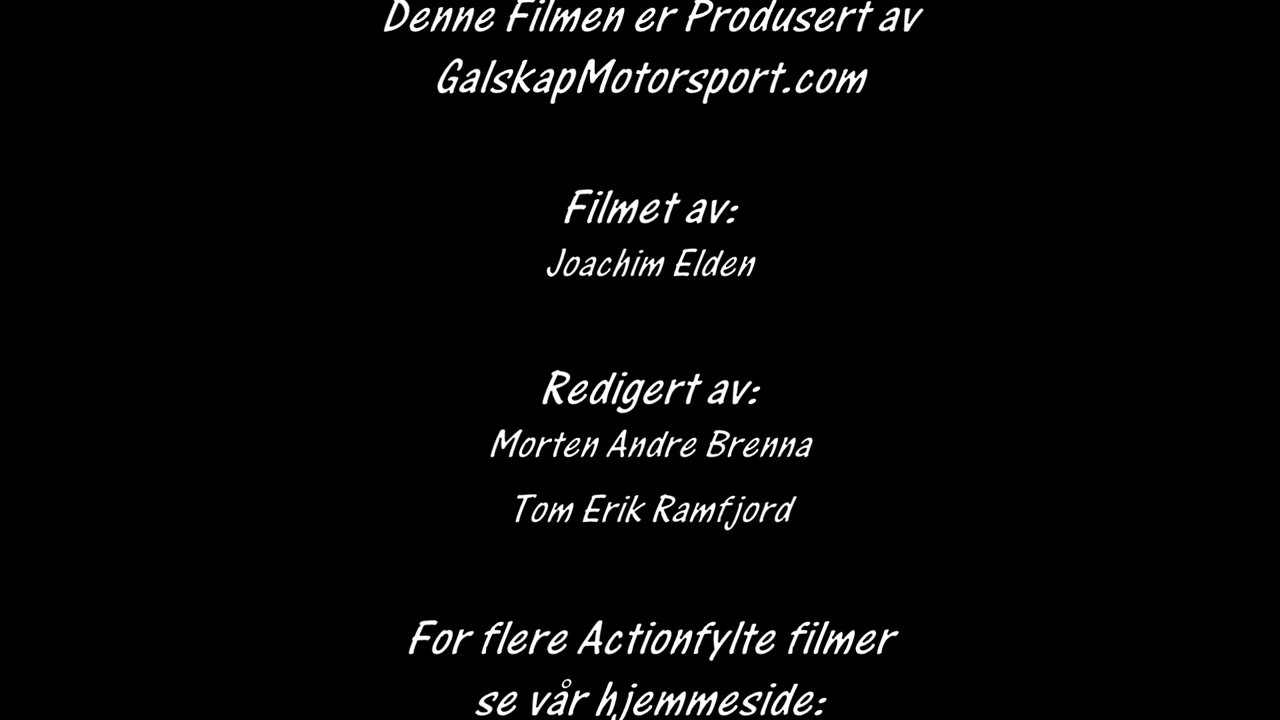 Denne Filmen er Produsert av
GalskapMotorsport.com
Filmet av:
Joachim Elden
Redigert av:
Morten Andre Brenna
Tom Erik Ramfjord
For flere Actionfylte filmer
se vår hjemmeside: